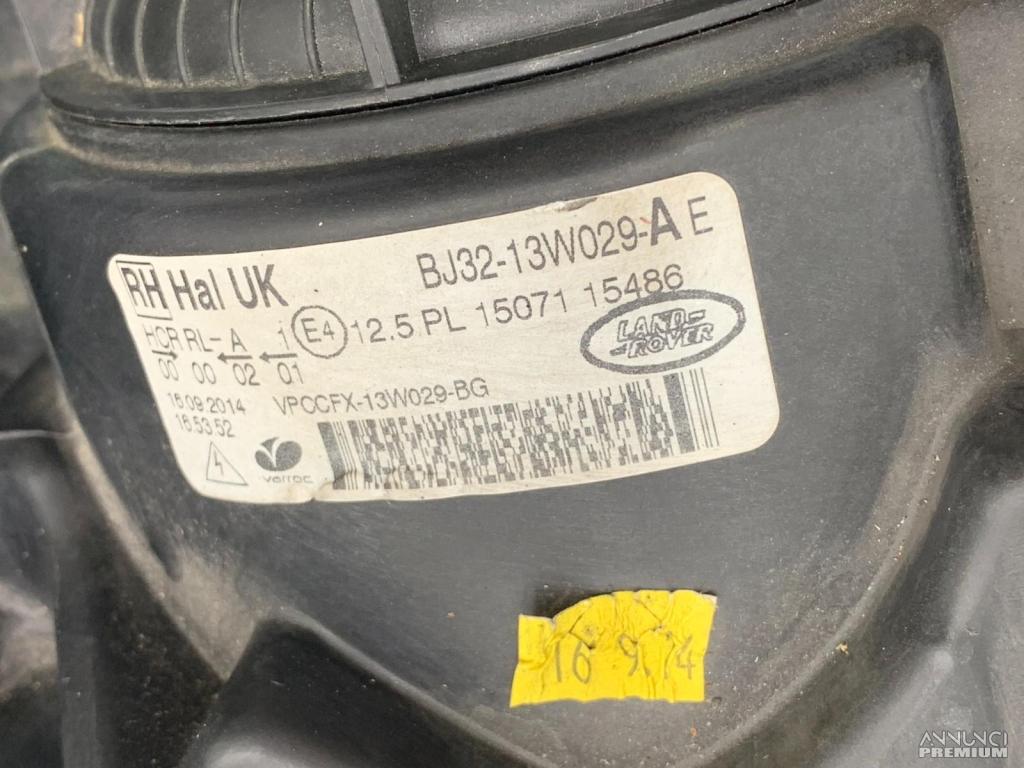 RH Hal UK BJ32-13W029-A E
HCR RL- A i E4 12.5 PL 15071 15486
00 00 02 01 LAND-
-ROVER
16.09.2014 VPCCFX-13W029-BG
16:53:52
varroc
16 9.14
ANNUNCI
PREMIUM